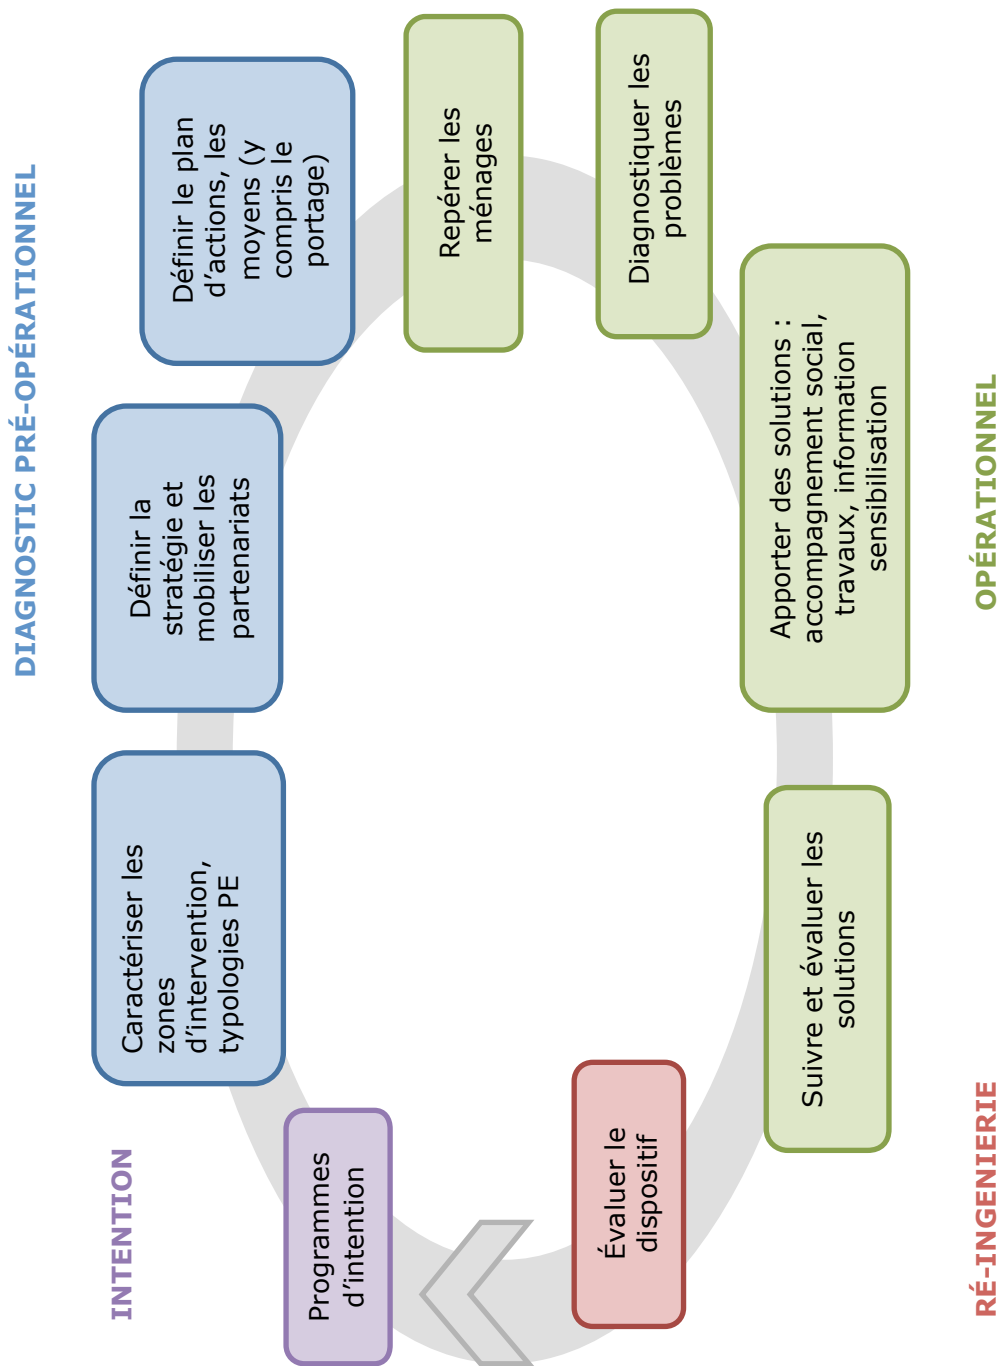 INTENTION
DIAGNOSTIC PRÉ-OPÉRATIONNEL
Programmes
d’intention
Caractériser les
zones
d’intervention,
typologies PE
Définir la
stratégie et
mobiliser les
partenariats
Définir le plan
d’actions, les
moyens (y
compris le
portage)
Repérer les
ménages
Diagnostiquer les
problèmes
Apporter des solutions :
accompagnement social,
travaux, information
sensibilisation
Suivre et évaluer les
solutions
Évaluer le
dispositif
RÉ-INGENIERIE
OPÉRATIONNEL